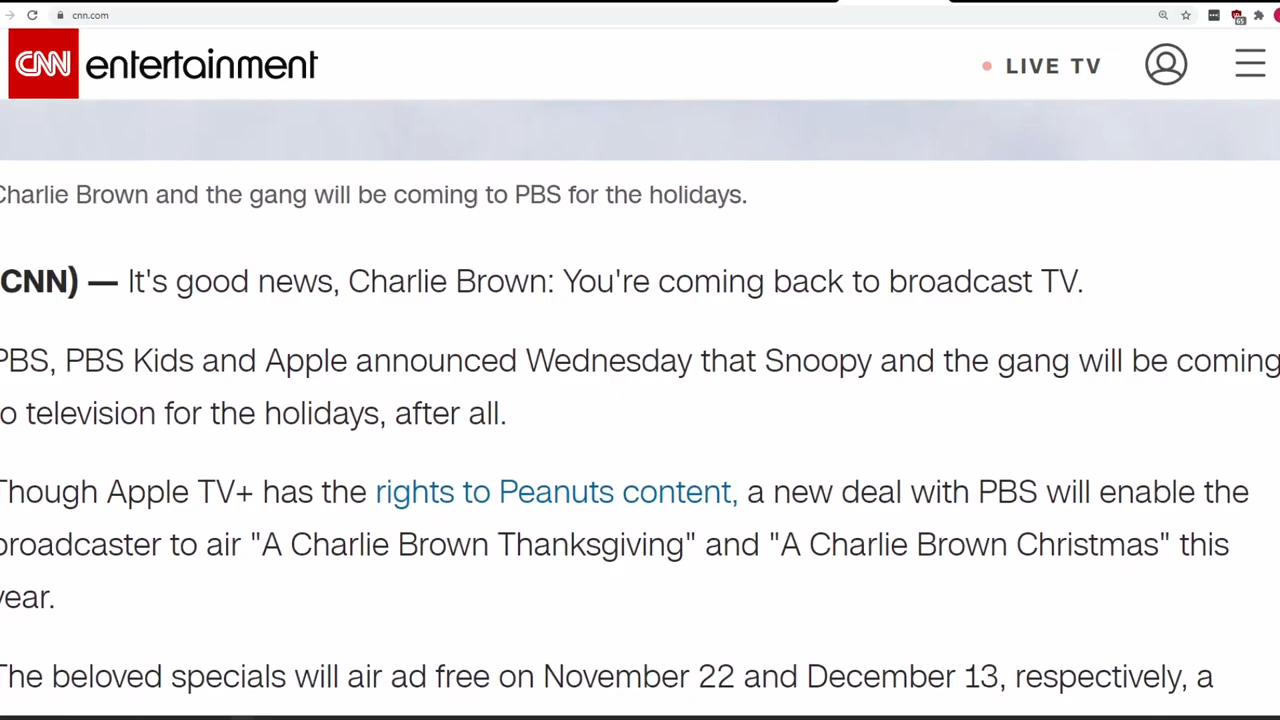 cnn.com
65
CNN entertainment
LIVE TV
Charlie Brown and the gang will be coming to PBS for the holidays.
CNN) — It's good news, Charlie Brown: You're coming back to broadcast TV.
PBS, PBS Kids and Apple announced Wednesday that Snoopy and the gang will be coming
to television for the holidays, after all.
Though Apple TV+ has the rights to Peanuts content, a new deal with PBS will enable the
broadcaster to air "A Charlie Brown Thanksgiving" and "A Charlie Brown Christmas" this
year.
The beloved specials will air ad free on November 22 and December 13, respectively, a